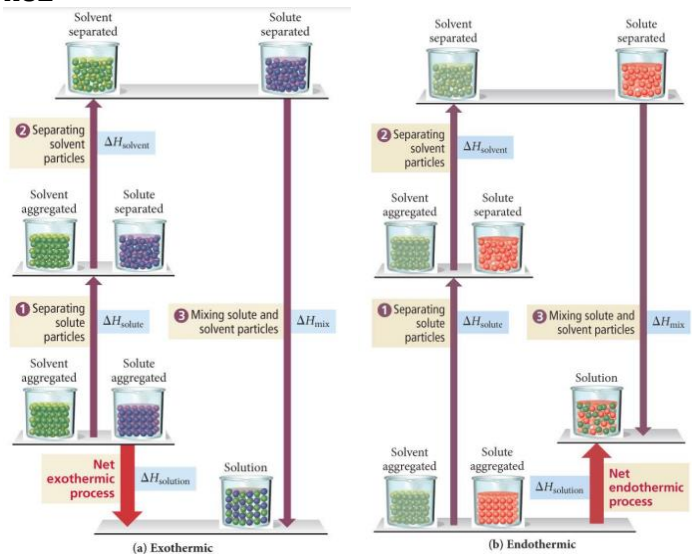 Solvent
separated
Solute
separated
2 Separating
solvent
particles
ΔHsolvent
Solvent
aggregated
Solute
separated
1 Separating
solute
particles
ΔHsolute
3 Mixing solute and
solvent particles
ΔHmix
Solvent
aggregated
Solute
aggregated
Net
exothermic
process
ΔHsolution
Solution
(a) Exothermic
Solvent
separated
Solute
separated
2 Separating
solvent
particles
ΔHsolvent
Solvent
aggregated
Solute
separated
1 Separating
solute
particles
ΔHsolute
3 Mixing solute and
solvent particles
ΔHmix
Solution
Solvent
aggregated
Solute
aggregated
ΔHsolution
Net
endothermic
process
(b) Endothermic